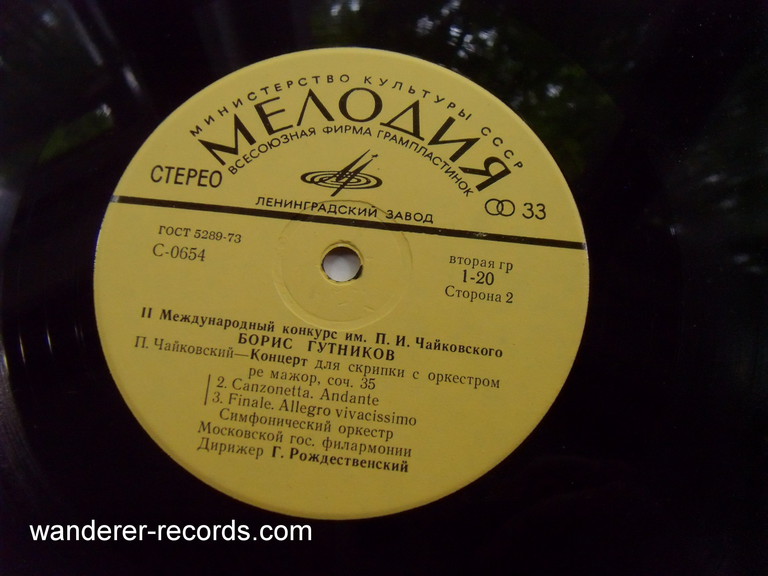 МИНИСТЕРСТВО КУЛЬТУРЫ СССР
МЕЛОДИЯ
ВСЕСОЮЗНАЯ ФИРМА ГРАМПЛАСТИНОК
СТЕРЕО
ЛЕНИНГРАДСКИЙ ЗАВОД
33
ГОСТ 5289-73
С-0654
вторая гр
1-20
Сторона 2
II Международный конкурс им. П. И. Чайковского
БОРИС ГУТНИКОВ
П. Чайковский—Концерт для скрипки с оркестром
ре мажор, соч. 35
2. Canzonetta. Andante
3. Finale. Allegro vivacissimo
Симфонический оркестр
Московской гос. филармонии
Дирижер Г. Рождественский
wanderer-records.com